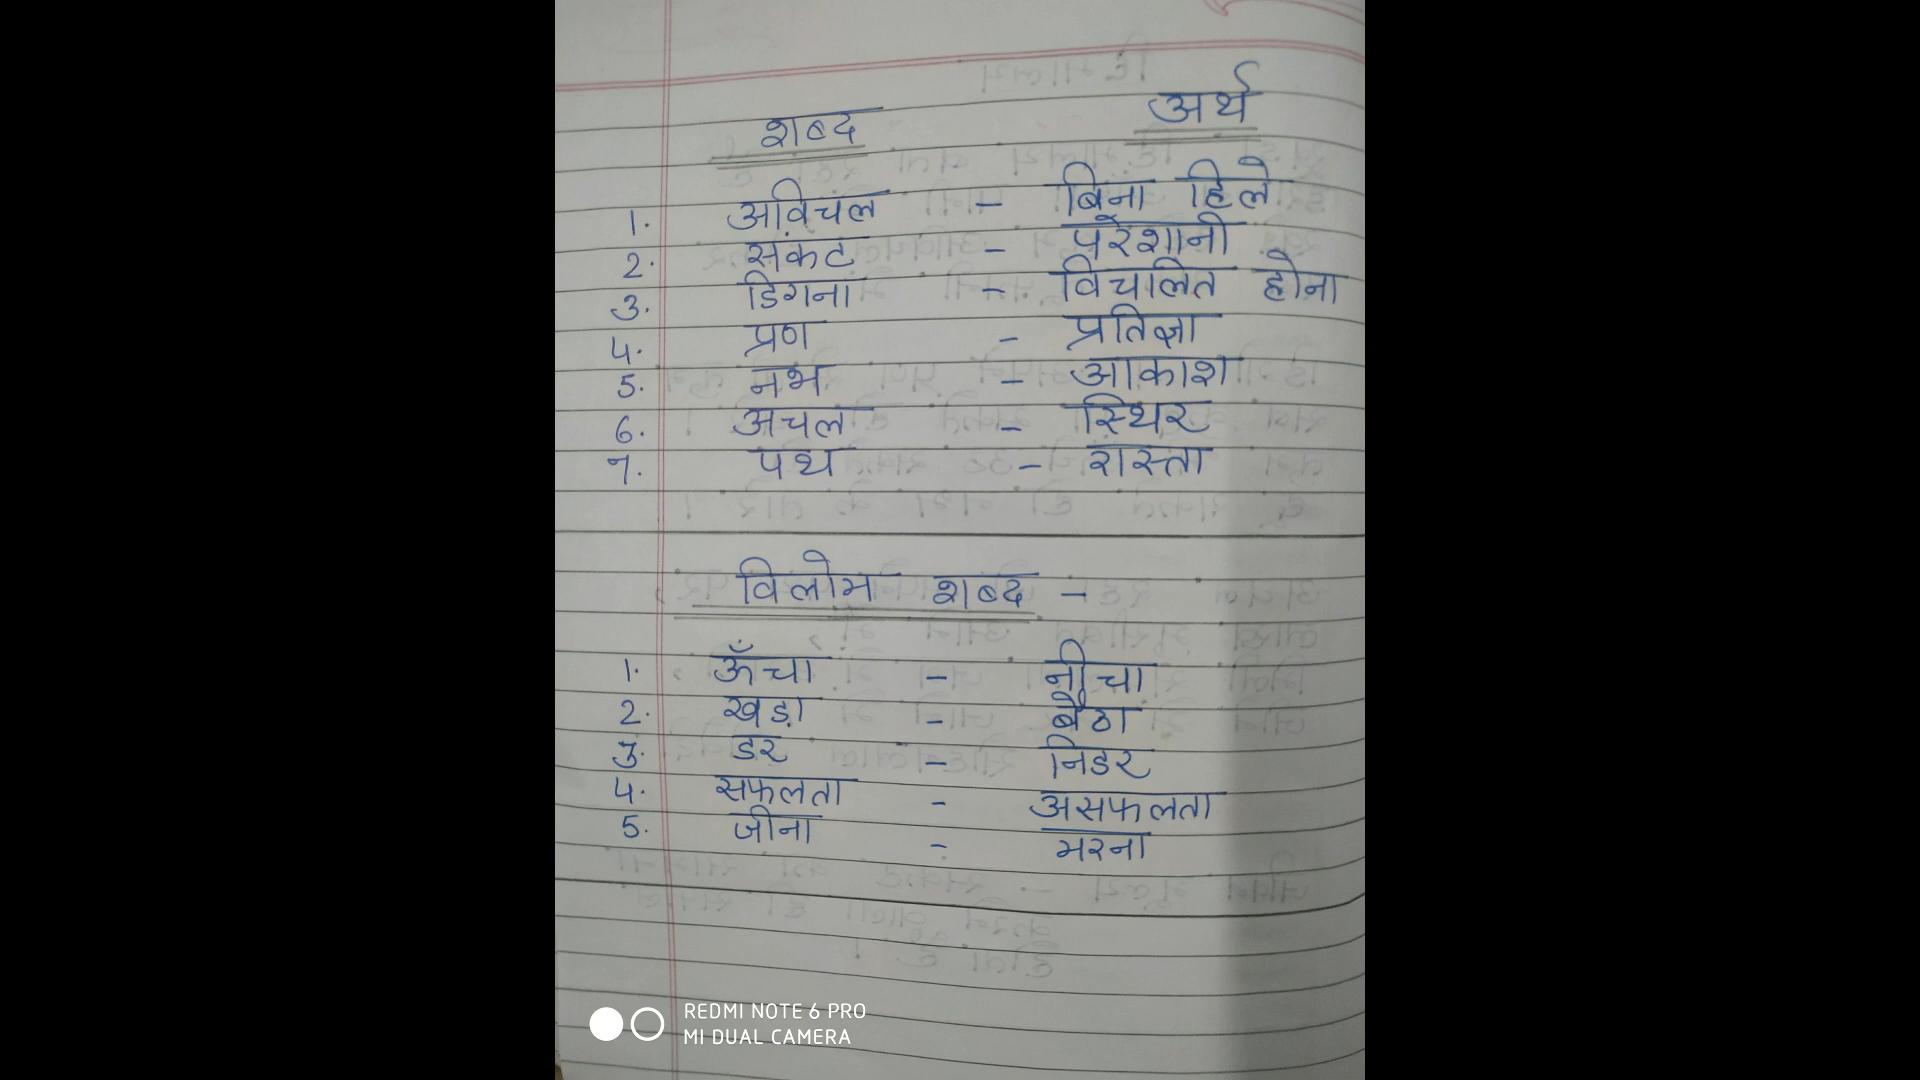 शब्द अर्थ
1. अविचल - बिना हिले
2. संकट - परेशानी
3. डिगना - विचलित होना
4. प्रण - प्रतिज्ञा
5. नभ - आकाश
6. अचल - स्थिर
7. पथ - रास्ता
विलोम शब्द -
1. ऊँचा - नीचा
2. खड़ा - बैठा
3. डर - निडर
4. सफलता - असफलता
5. जीना - मरना
REDMI NOTE 6 PRO
MI DUAL CAMERA